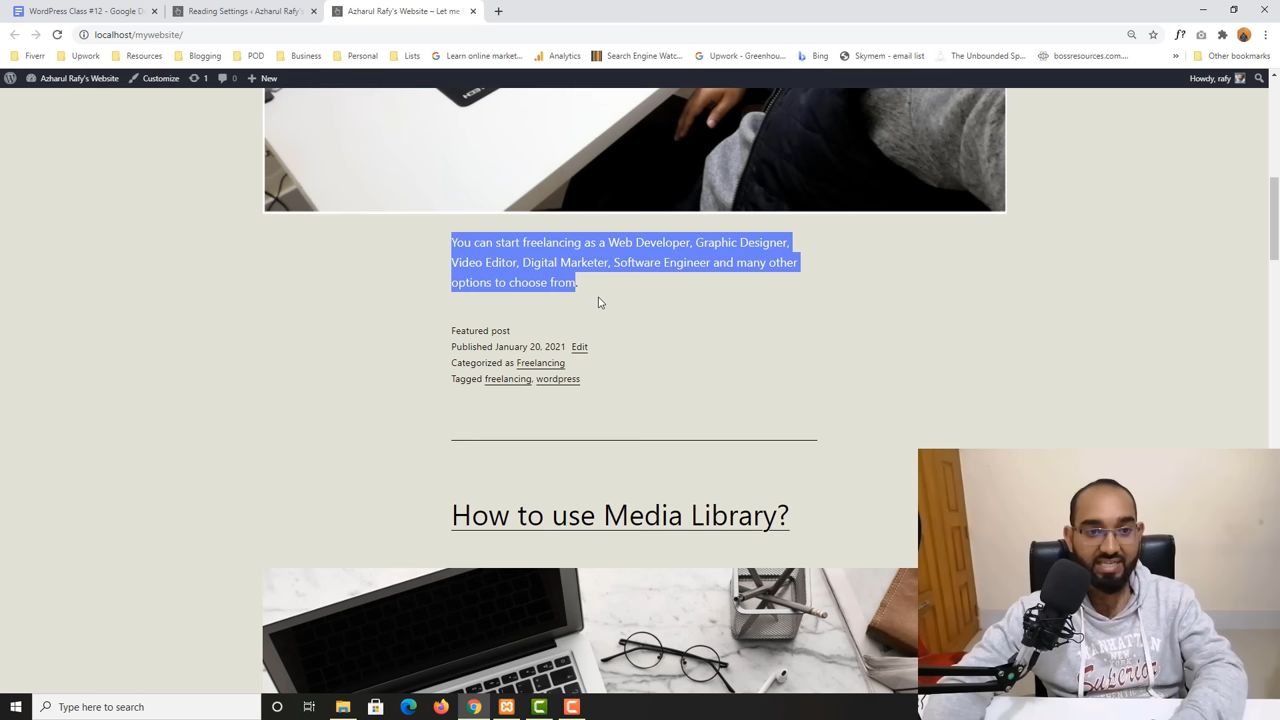 WordPress Class #12 - Google D
Reading Settings ‹ Azharul Rafy's
Azharul Rafy's Website – Let me
localhost/mywebsite/
f?
Fiverr
Upwork
Resources
Blogging
POD
Business
Personal
Lists
Learn online market...
Analytics
Search Engine Watc...
Upwork - Greenhou...
Bing
Skymem - email list
The Unbounded Sp...
bossresources.com...
»
Other bookmarks
Azharul Rafy's Website
Customize
1
0
New
Howdy, rafy
You can start freelancing as a Web Developer, Graphic Designer,
Video Editor, Digital Marketer, Software Engineer and many other
options to choose from.
Featured post
Published January 20, 2021 Edit
Categorized as Freelancing
Tagged freelancing, wordpress
How to use Media Library?
MANHATTAN
NEW
Superior
Type here to search